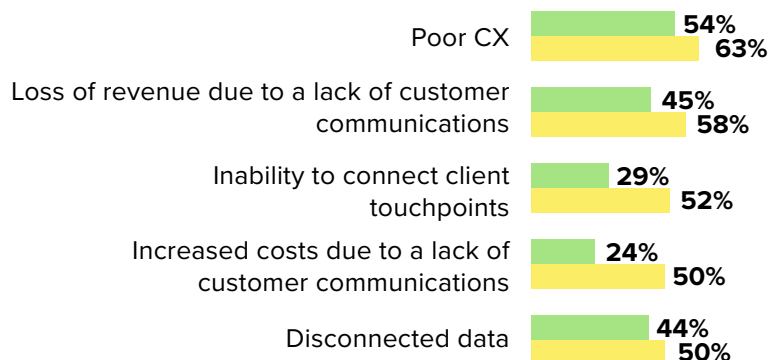 Poor CX
54%
63%
Loss of revenue due to a lack of customer
communications
45%
58%
Inability to connect client
touchpoints
29%
52%
Increased costs due to a lack of
customer communications
24%
50%
Disconnected data
44%
50%